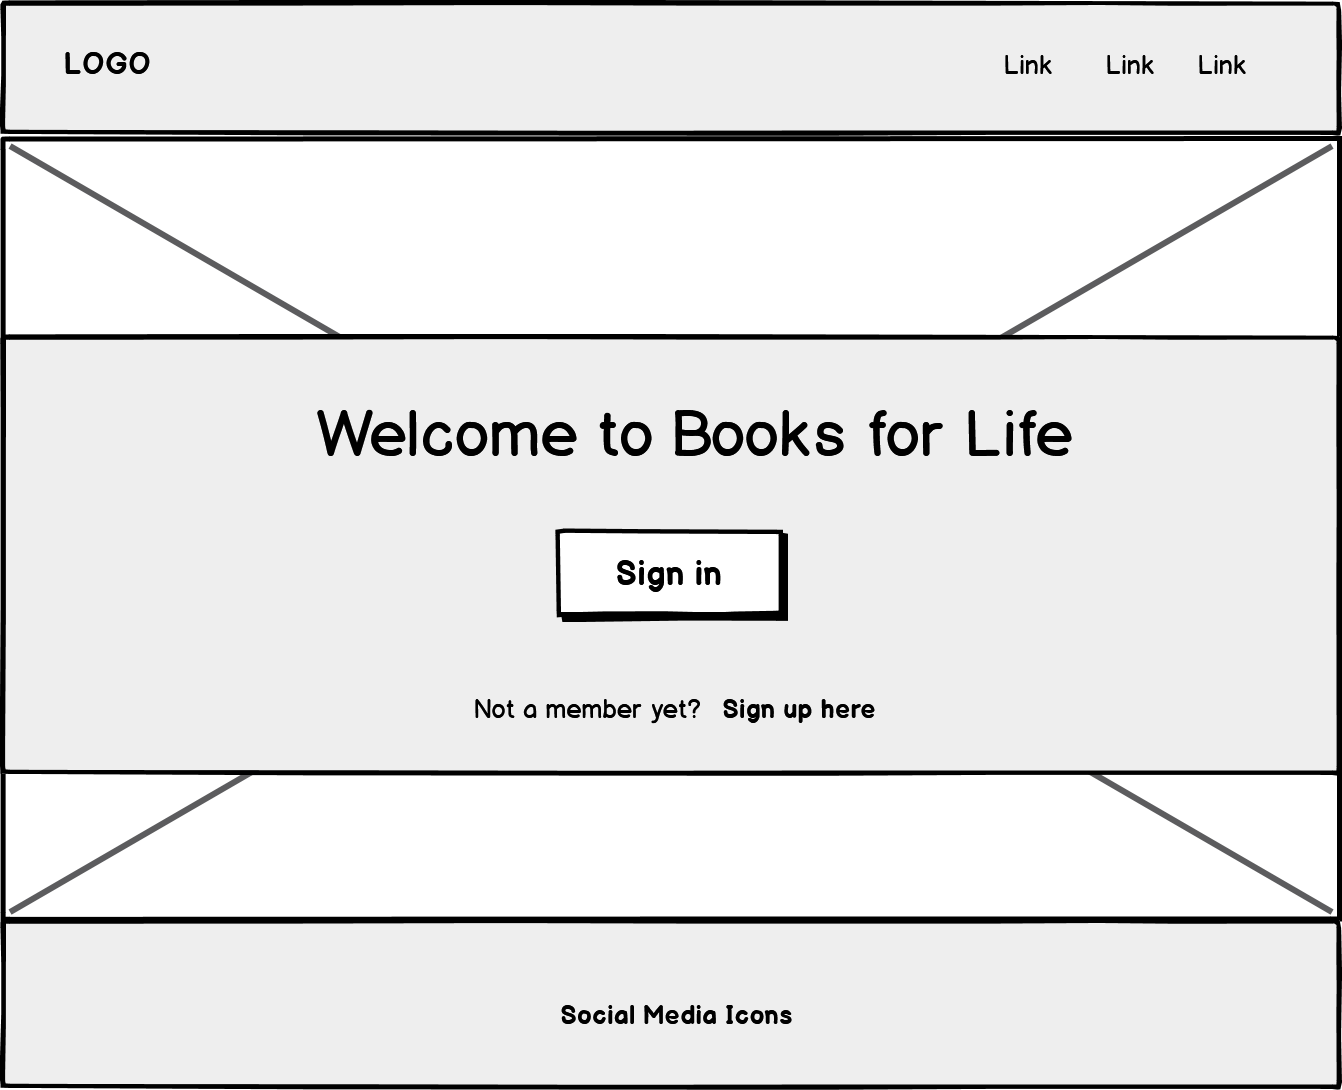 LOGO Link Link Link
Welcome to Books for Life
Sign in
Not a member yet? Sign up here
Social Media Icons